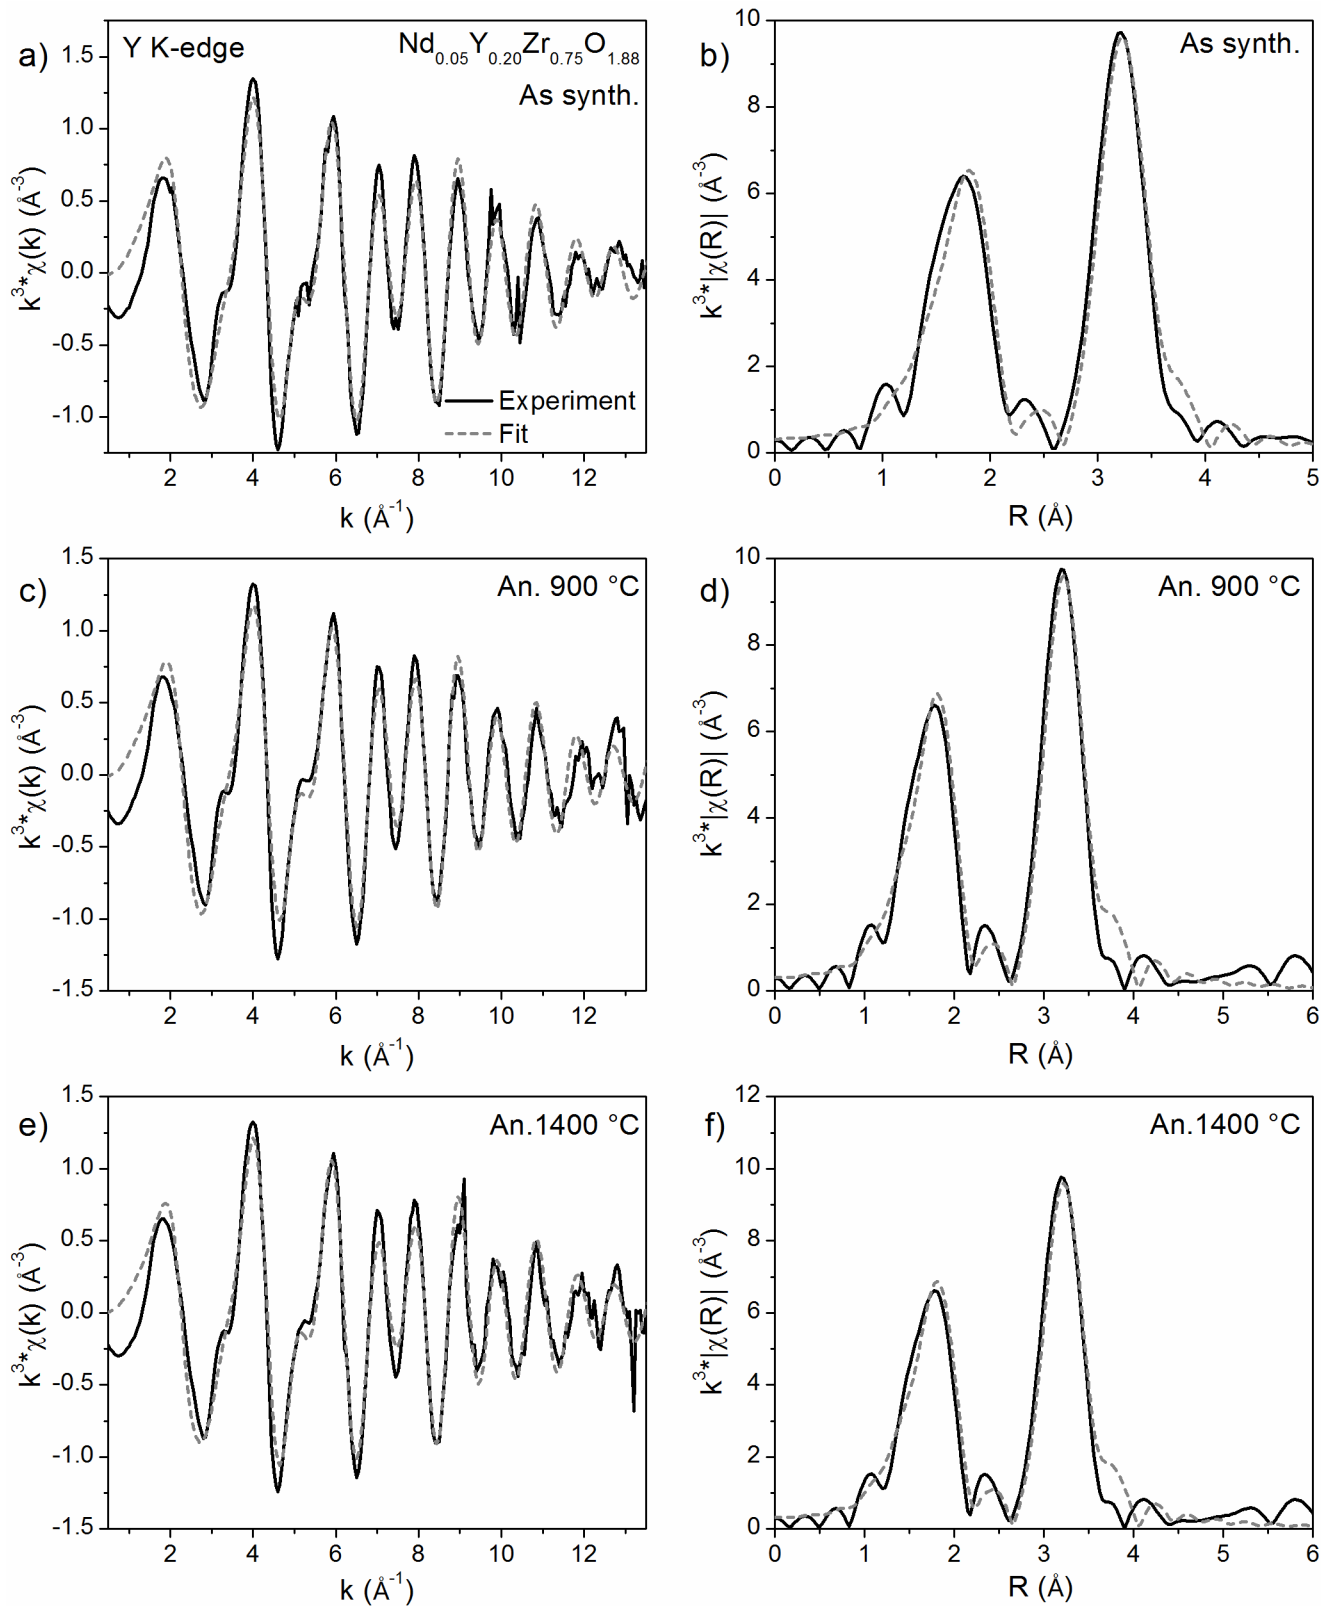 a)
Y K-edge
Nd0.05Y0.20Zr0.75O1.88
As synth.
1.5
1.0
0.5
0.0
-0.5
-1.0
k³*χ(k) (Å⁻³)
Experiment
Fit
2 4 6 8 10 12
k (Å⁻¹)
b)
As synth.
10
8
6
4
2
0
k³*|χ(R)| (Å⁻³)
0 1 2 3 4 5
R (Å)
c)
An. 900 °C
1.5
1.0
0.5
0.0
-0.5
-1.0
-1.5
k³*χ(k) (Å⁻³)
2 4 6 8 10 12
k (Å⁻¹)
d)
An. 900 °C
10
8
6
4
2
0
k³*|χ(R)| (Å⁻³)
0 1 2 3 4 5 6
R (Å)
e)
An.1400 °C
1.5
1.0
0.5
0.0
-0.5
-1.0
-1.5
k³*χ(k) (Å⁻³)
2 4 6 8 10 12
k (Å⁻¹)
f)
An.1400 °C
12
10
8
6
4
2
0
k³*|χ(R)| (Å⁻³)
0 1 2 3 4 5 6
R (Å)